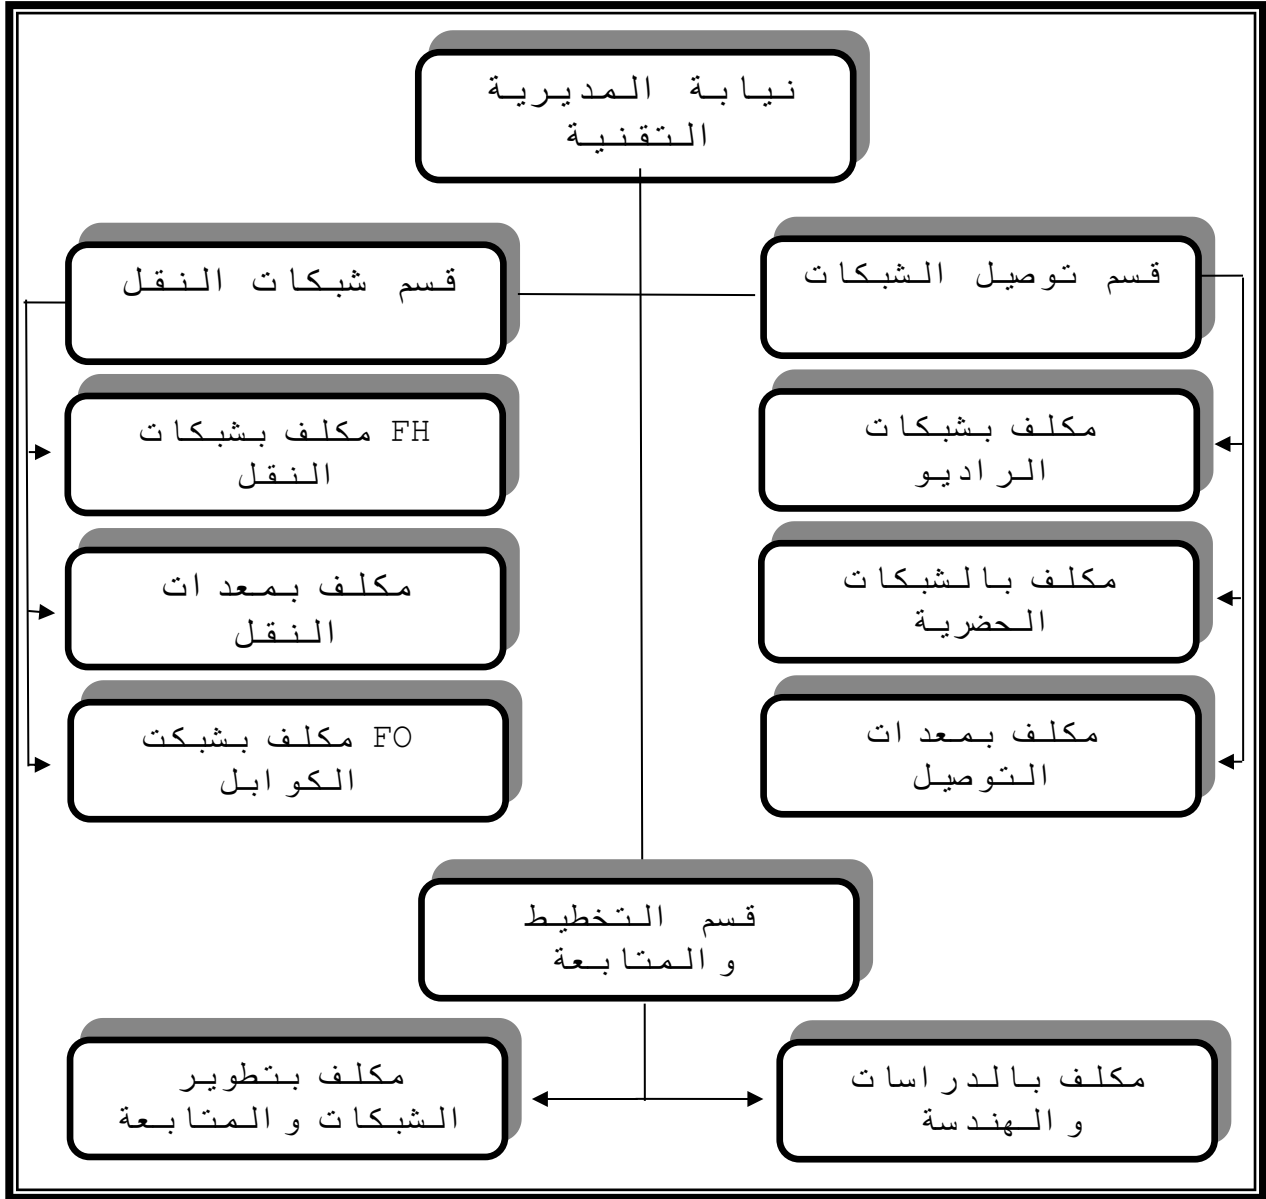 نيابة المديرية
التقنية
قسم توصيل الشبكات
قسم شبكات النقل
مكلف بشبكات
الراديو
FH مكلف بشبكات
النقل
مكلف بالشبكات
الحضرية
مكلف بمعدات
النقل
مكلف بمعدات
التوصيل
FO مكلف بشبكت
الكوابل
قسم التخطيط
والمتابعة
مكلف بالدراسات
والهندسة
مكلف بتطوير
الشبكات والمتابعة